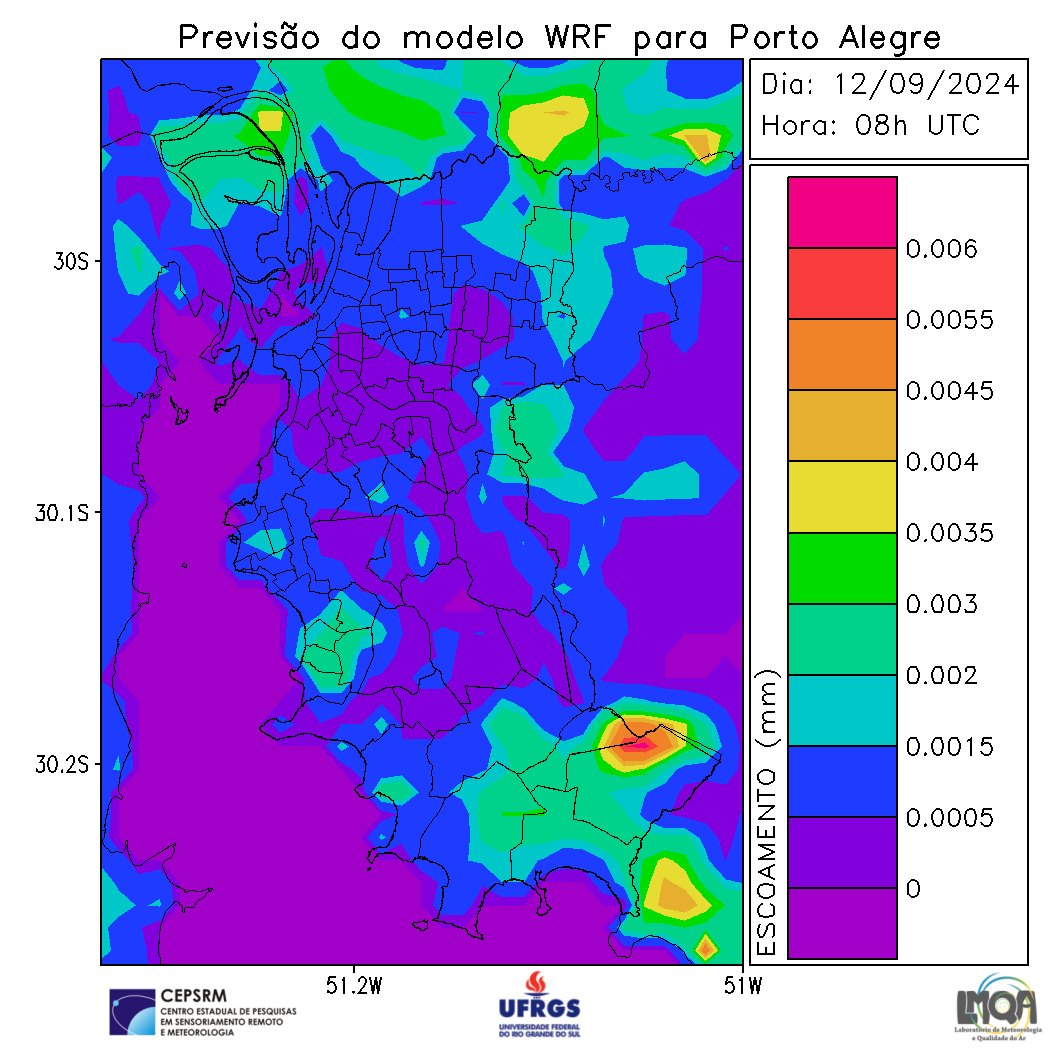 Previsão do modelo WRF para Porto Alegre
Dia: 12/09/2024
Hora: 08h UTC
30S
30.1S
30.2S
51.2W
51W
ESCOAMENTO (mm)
0.006
0.0055
0.0045
0.004
0.0035
0.003
0.002
0.0015
0.0005
0
CEPSRM
CENTRO ESTADUAL DE PESQUISAS
EM SENSORIAMENTO REMOTO
E METEOROLOGIA
UFRGS
UNIVERSIDADE FEDERAL
DO RIO GRANDE DO SUL
LMQA
Laboratório de Meteorologia
e Qualidade do Ar